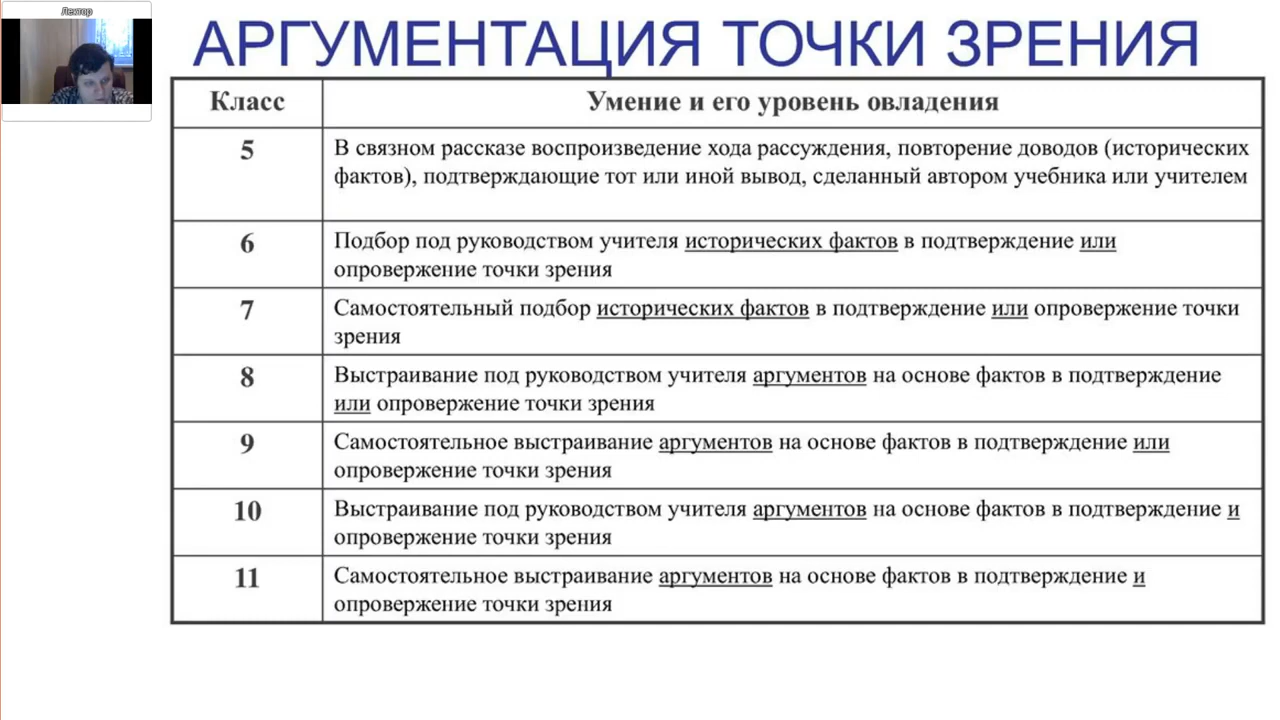 Лектор
АРГУМЕНТАЦИЯ ТОЧКИ ЗРЕНИЯ
Класс
Умение и его уровень овладения
5
В связном рассказе воспроизведение хода рассуждения, повторение доводов (исторических
фактов), подтверждающие тот или иной вывод, сделанный автором учебника или учителем
6
Подбор под руководством учителя исторических фактов в подтверждение или
опровержение точки зрения
7
Самостоятельный подбор исторических фактов в подтверждение или опровержение точки
зрения
8
Выстраивание под руководством учителя аргументов на основе фактов в подтверждение
или опровержение точки зрения
9
Самостоятельное выстраивание аргументов на основе фактов в подтверждение или
опровержение точки зрения
10
Выстраивание под руководством учителя аргументов на основе фактов в подтверждение и
опровержение точки зрения
11
Самостоятельное выстраивание аргументов на основе фактов в подтверждение и
опровержение точки зрения